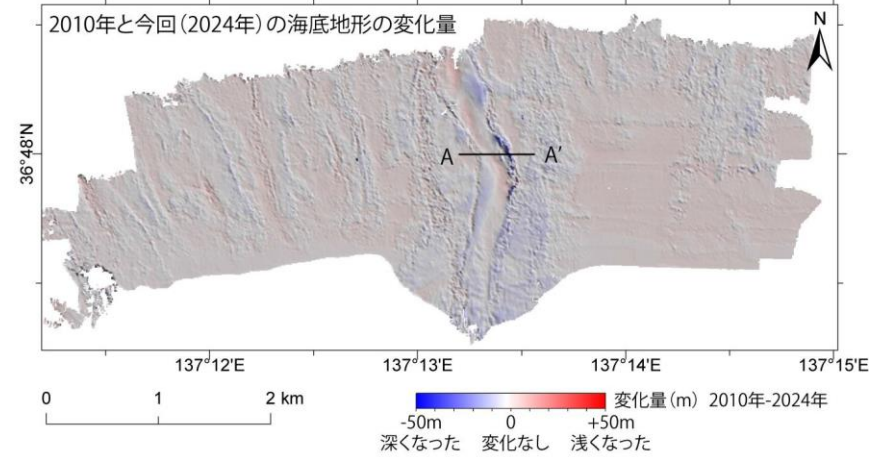 2010年と今回（2024年）の海底地形の変化量
N
36°48'N
A A'
137°12'E 137°13'E 137°14'E 137°15'E
0 1 2 km
変化量（m） 2010年-2024年
-50m 0 +50m
深くなった 変化なし 浅くなった